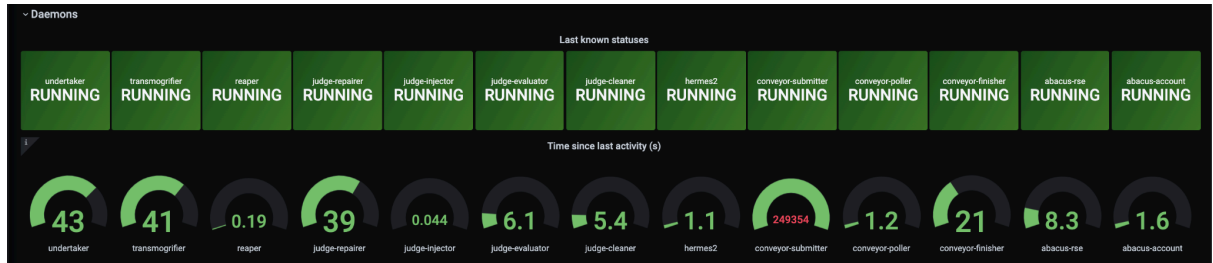 Daemons
Last known statuses
undertaker transmogrifier reaper judge-repairer judge-injector judge-evaluator judge-cleaner hermes2 conveyor-submitter conveyor-poller conveyor-finisher abacus-rse abacus-account
RUNNING RUNNING RUNNING RUNNING RUNNING RUNNING RUNNING RUNNING RUNNING RUNNING RUNNING RUNNING RUNNING
i
Time since last activity (s)
43 41 0.19 39 0.044 6.1 5.4 1.1 249354 1.2 21 8.3 1.6
undertaker transmogrifier reaper judge-repairer judge-injector judge-evaluator judge-cleaner hermes2 conveyor-submitter conveyor-poller conveyor-finisher abacus-rse abacus-account